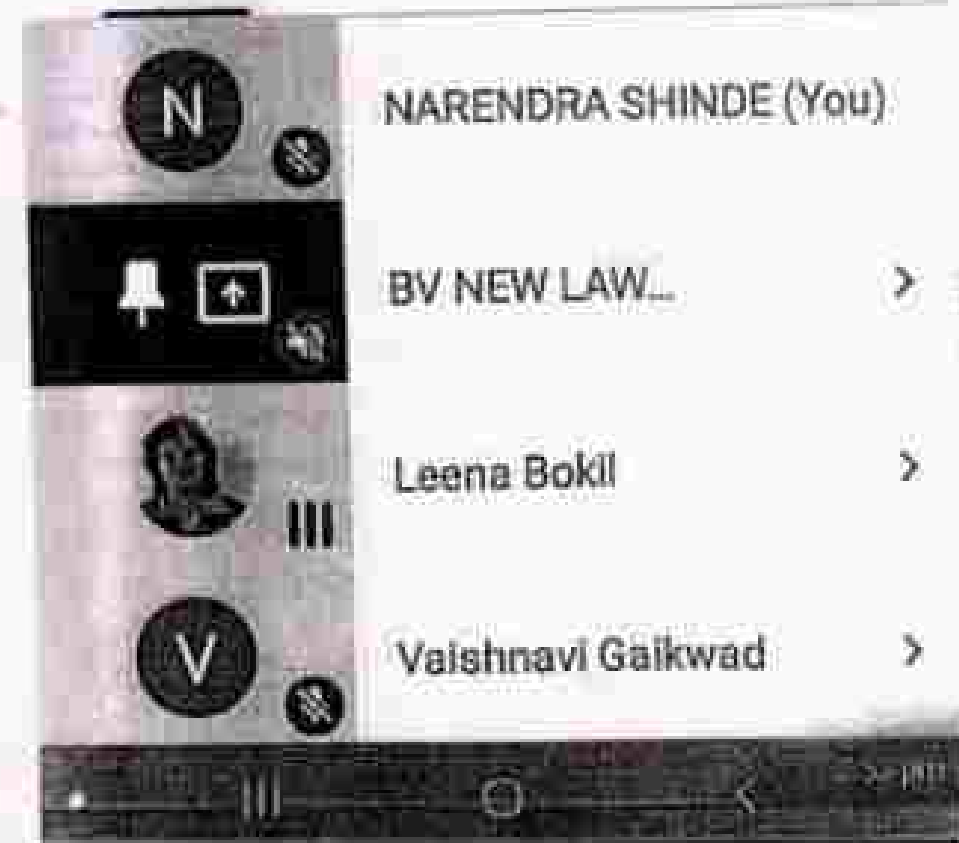 N
NARENDRA SHINDE (You)
BV NEW LAW...
Leena Bokil
V
Vaishnavi Gaikwad